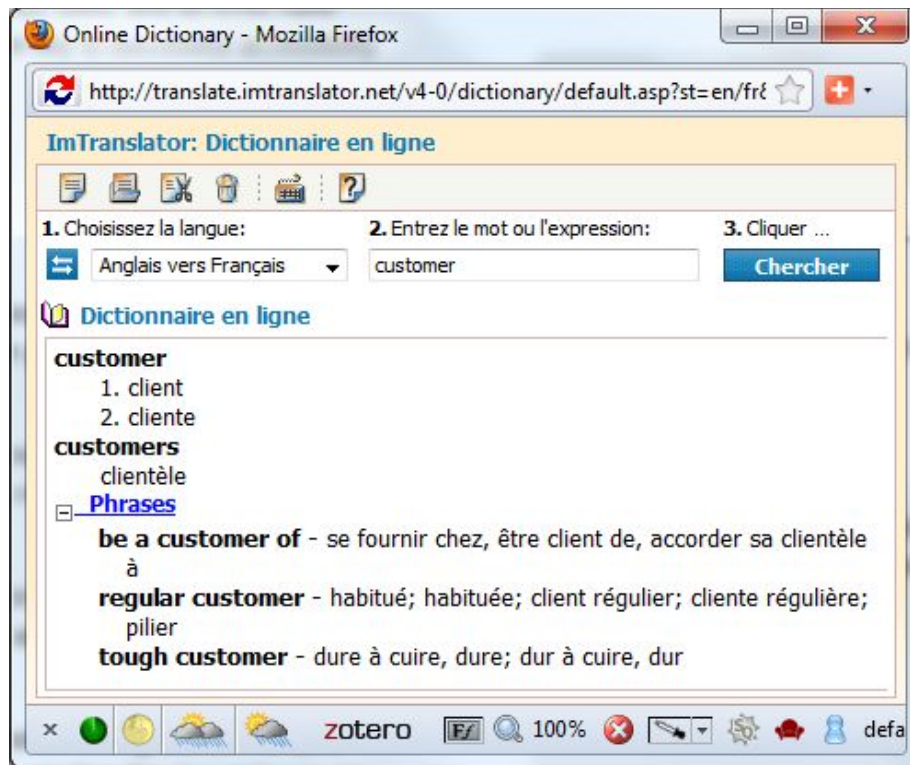 Online Dictionary - Mozilla Firefox
http://translate.imtranslator.net/v4-0/dictionary/default.asp?st=en/fr&
ImTranslator: Dictionnaire en ligne
1. Choisissez la langue: 2. Entrez le mot ou l'expression: 3. Cliquer ...
Anglais vers Français customer Chercher
Dictionnaire en ligne
customer
1. client
2. cliente
customers
clientèle
Phrases
be a customer of - se fournir chez, être client de, accorder sa clientèle
à
regular customer - habitué; habituée; client régulier; cliente régulière;
pilier
tough customer - dure à cuire, dure; dur à cuire, dur
zotero Ff 100% defa